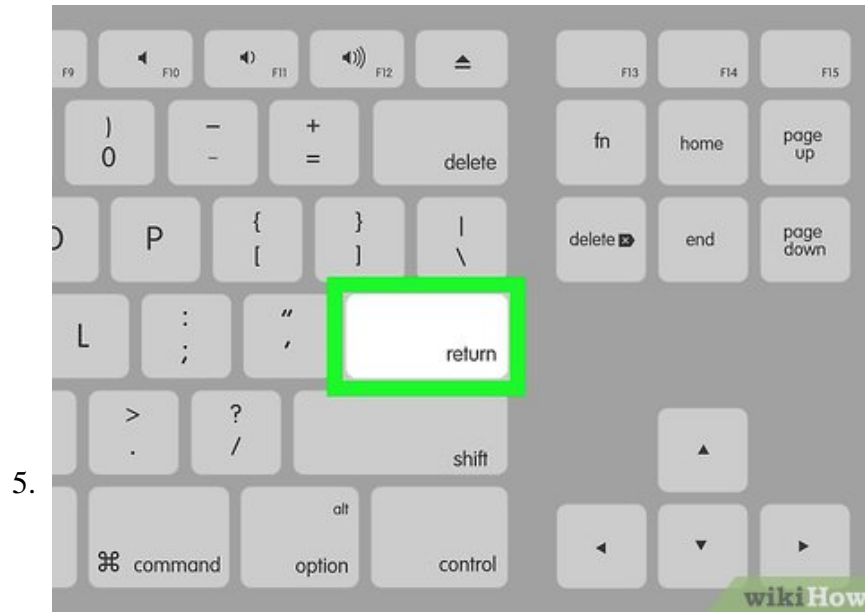 F9 F10 F11 F12 F13 F14 F15
) - + fn home page up
0 - = delete
P { } | delete end page down
[ ] \
L : “ return
; ,
> ? shift
. /
5.
alt
⌘ command option control
wikiHow